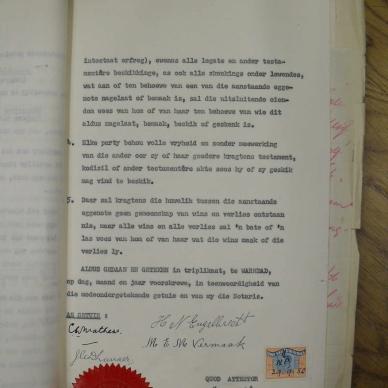 intestaat erfreg), sowens alle legate en ander testa-
mentêre beskikkinge, as ook alle skenkings onder lewendes,
wat aan of ten behoewe van een van die aanstaande egge-
note nagelaat of bemaak is, sal die uitsluitende eien-
dom wees van hom of van haar ten behoewe van wie dit
aldus nagelaat, bemaak, beskik of geskenk is.
4. Elke party behou volle vryheid en sonder medewerking
van die ander oor sy of haar goedere kragtens testament,
kodisil of ander testamentêre akte soos hy of sy geskik
mag vind te beskik.
5. Daar sal kragtens die huwelik tussen die aanstaande
eggenote geen gemeenskap van wins en verlies ontstaan
nie, maar alle wins en alle verlies sal 'n bate of 'n
las wees van hom of van haar wat die wins maak of die
verlies ly.
ALDUS GEDAAN EN GETEKEN in triplikaat, te WARMBAD,
op dag, maand en jaar voorskrewe, in teenwoordigheid van
die medeondergetekende getuie en van my die Notaris.
AS GETUIE :
H N Engelbrecht
M E M Vermaak
QUOD ATTESTOR